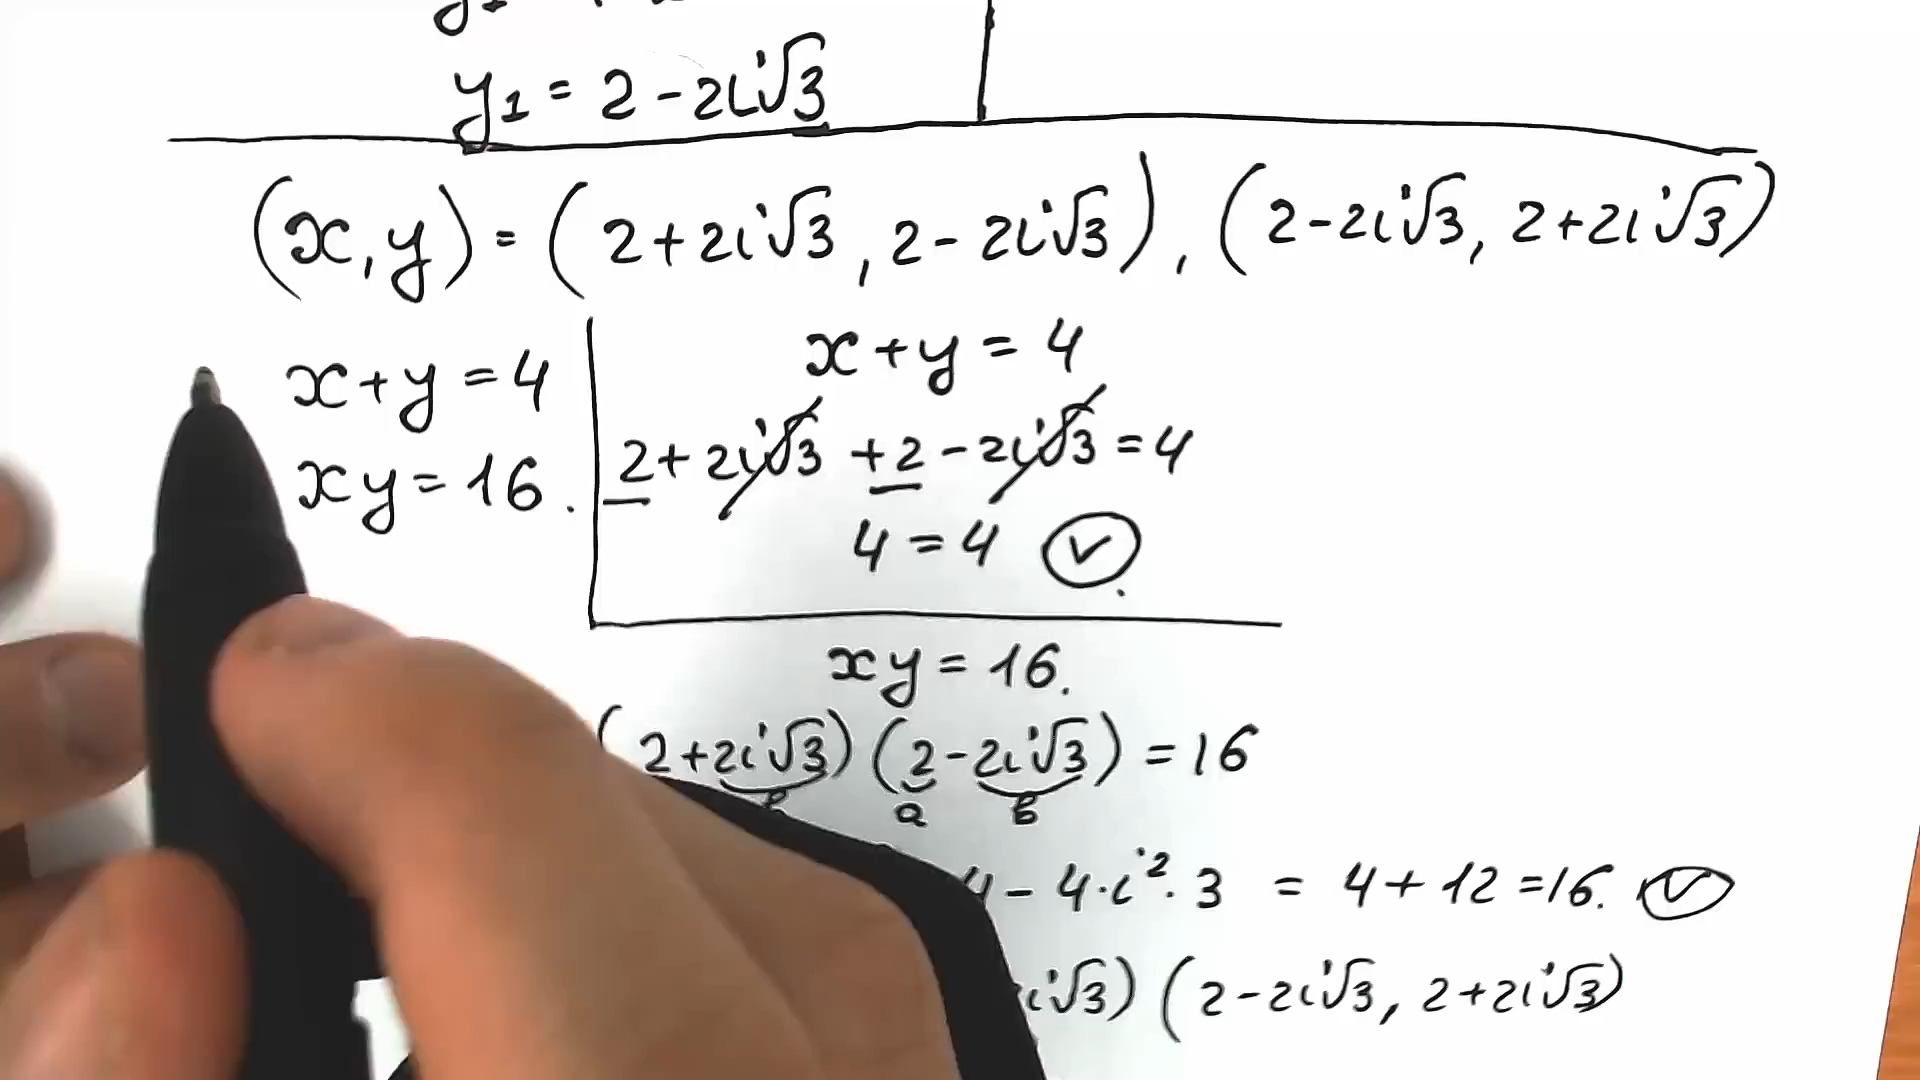 y₁ = 2 - 2i√3
(x, y) = (2+2i√3, 2-2i√3), (2-2i√3, 2+2i√3)
x+y=4
xy=16.
x+y=4
2+2i√3 +2-2i√3=4
4=4 ✓
xy=16.
(2+2i√3)(2-2i√3)=16
a в
4-4·i²·3 = 4+12=16. ✓
i√3) (2-2i√3, 2+2i√3)